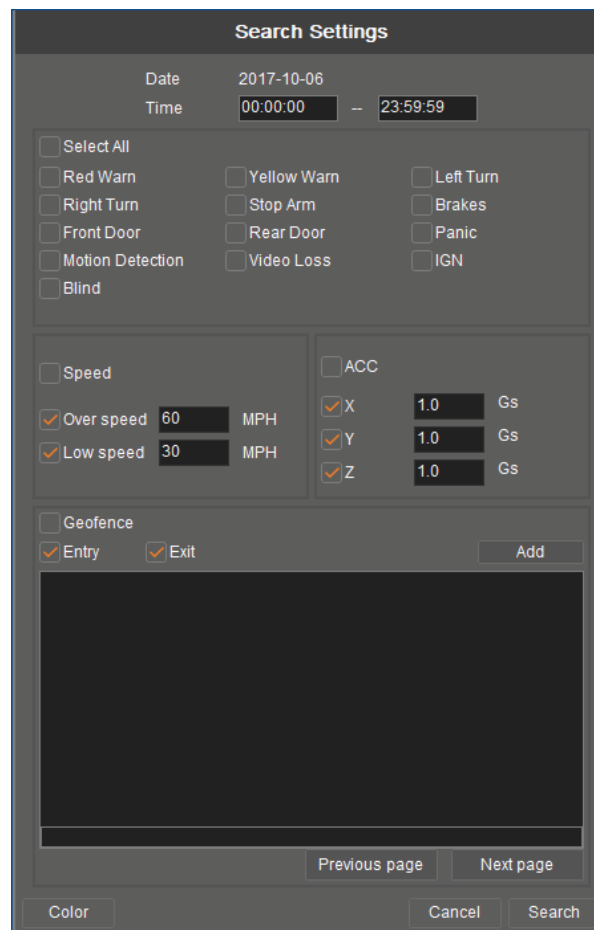 Search Settings
Date 2017-10-06
Time 00:00:00 -- 23:59:59
Select All
Red Warn Yellow Warn Left Turn
Right Turn Stop Arm Brakes
Front Door Rear Door Panic
Motion Detection Video Loss IGN
Blind
Speed
Over speed 60 MPH
Low speed 30 MPH
ACC
X 1.0 Gs
Y 1.0 Gs
Z 1.0 Gs
Geofence
Entry Exit Add
Previous page Next page
Color Cancel Search